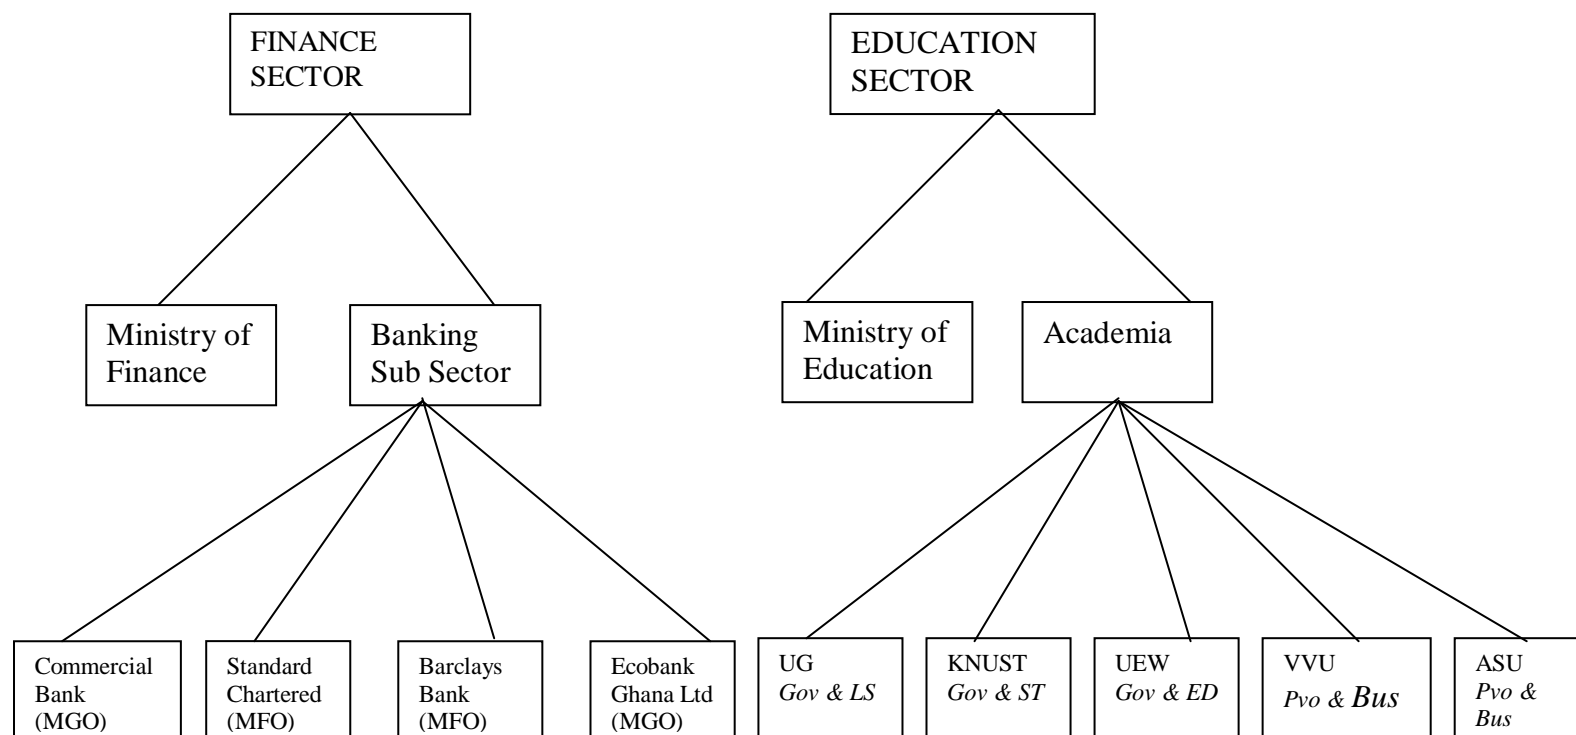 FINANCE
SECTOR
EDUCATION
SECTOR
Ministry of
Finance
Banking
Sub Sector
Ministry of
Education
Academia
Commercial
Bank
(MGO)
Standard
Chartered
(MFO)
Barclays
Bank
(MFO)
Ecobank
Ghana Ltd
(MGO)
UG
Gov & LS
KNUST
Gov & ST
UEW
Gov & ED
VVU
Pvo & Bus
ASU
Pvo &
Bus